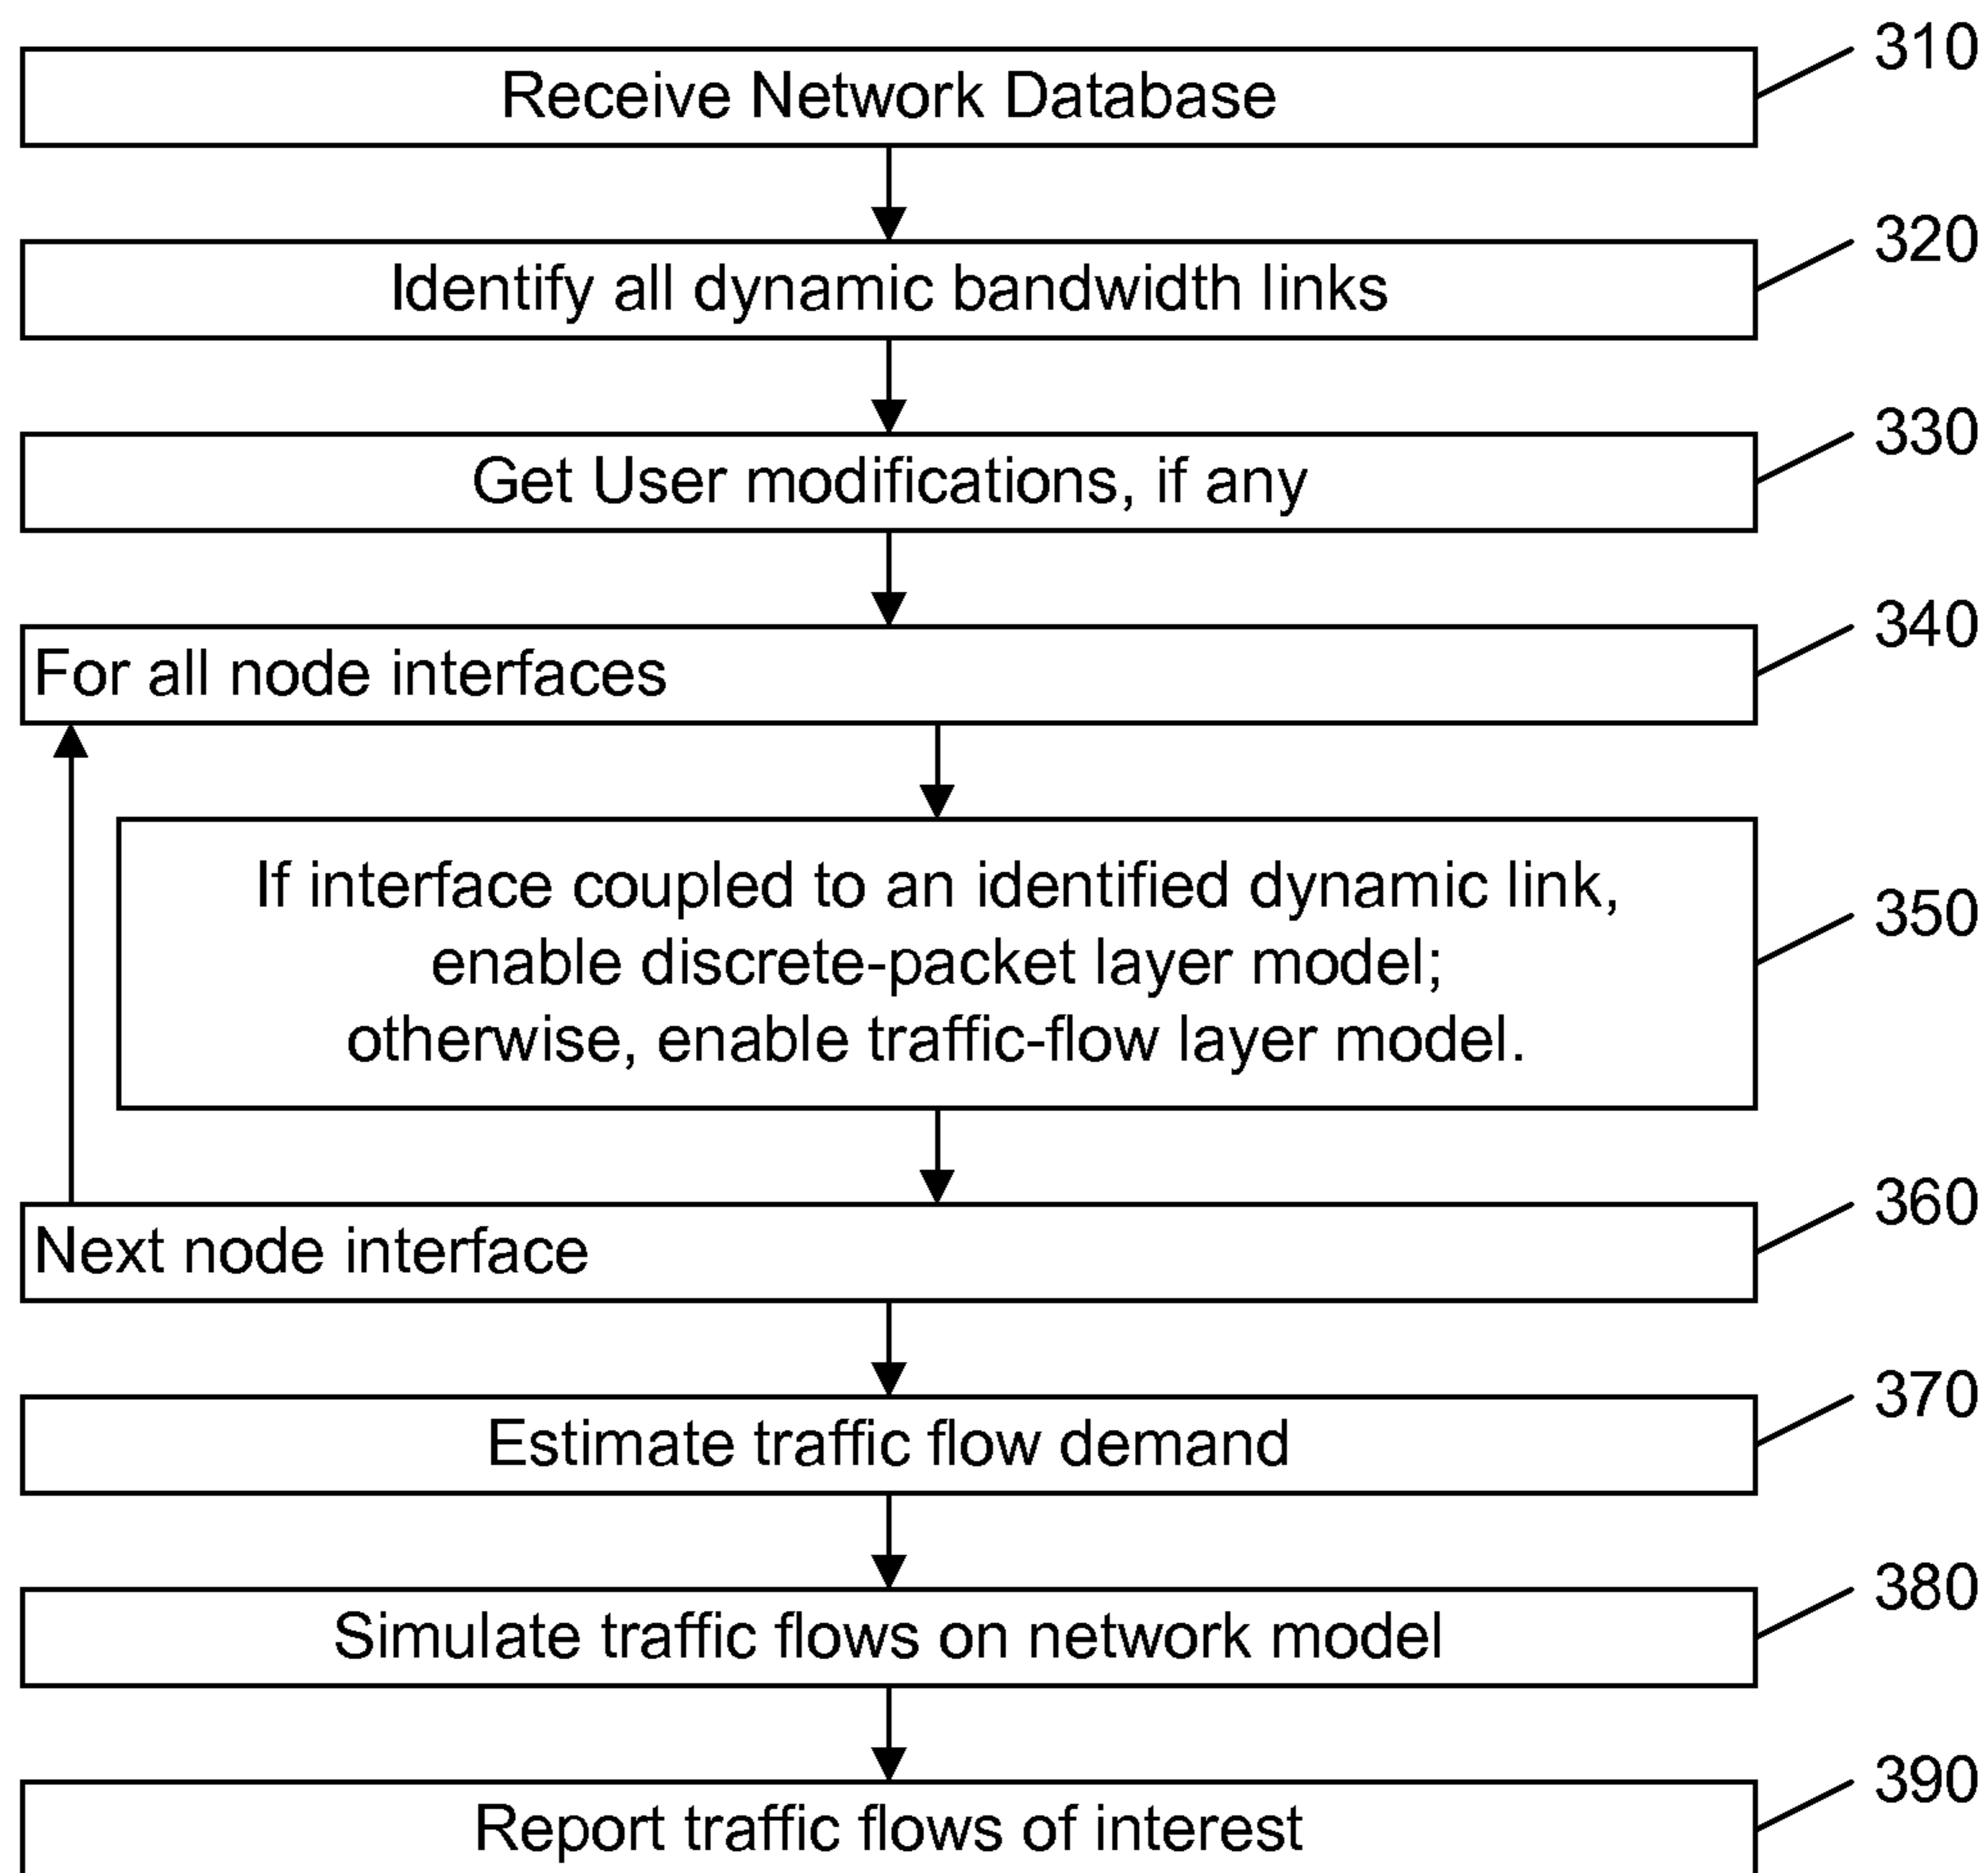 310
Receive Network Database
320
Identify all dynamic bandwidth links
330
Get User modifications, if any
340
For all node interfaces
350
If interface coupled to an identified dynamic link,
enable discrete-packet layer model;
otherwise, enable traffic-flow layer model.
360
Next node interface
370
Estimate traffic flow demand
380
Simulate traffic flows on network model
390
Report traffic flows of interest